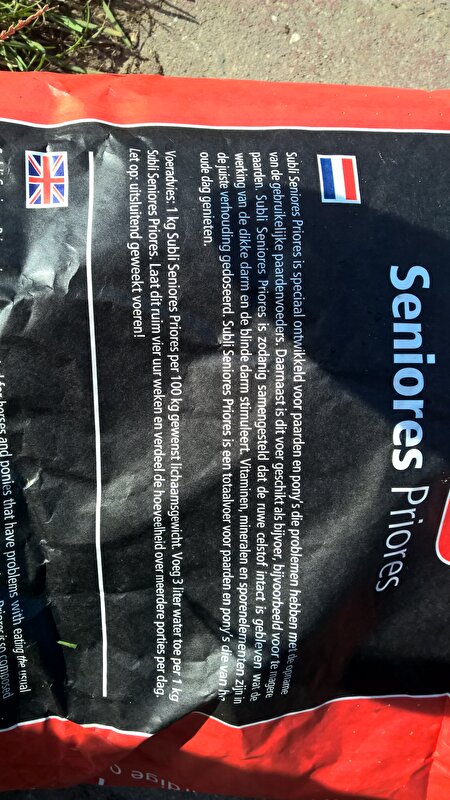 Seniores Priores
Subli Seniores Priores is speciaal ontwikkeld voor paarden en pony's die problemen hebben met de opname
van de gebruikelijke paardenvoeders. Daarnaast is dit voer geschikt als bijvoer, bijvoorbeeld voor te magere
paarden. Subli Seniores Priores is zodanig samengesteld dat de ruwe celstof intact is gebleven wat de
werking van de dikke darm en de blinde darm stimuleert. Vitaminen, mineralen en sporenelementen zijn in
de juiste verhouding gedoseerd. Subli Seniores Priores is een totaalvoer voor paarden en pony's die van h
oude dag genieten.
Voeradvies: 1 kg Subli Seniores Priores per 100 kg gewenst lichaamsgewicht. Voeg 3 liter water toe per 1 kg
Subli Seniores Priores. Laat dit ruim vier uur weken en verdeel de hoeveelheid over meerdere porties per dag.
Let op: uitsluitend geweekt voeren!
for horses and ponies that have problems with eating the usual
is so composed